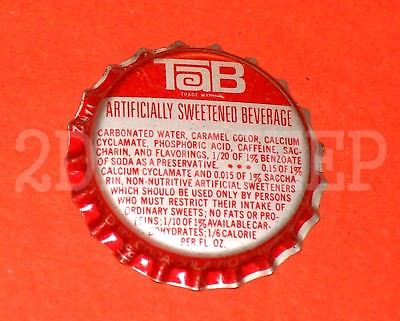 TaB
TRADE MARK
ARTIFICIALLY SWEETENED BEVERAGE
CARBONATED WATER, CARAMEL COLOR, CALCIUM
CYCLAMATE, PHOSPHORIC ACID, CAFFEINE, SAC-
CHARIN, AND FLAVORINGS, 1/20 OF 1% BENZOATE
OF SODA AS A PRESERVATIVE. *** 0.15 OF 1%
CALCIUM CYCLAMATE AND 0.015 OF 1% SACCHA-
RIN, NON-NUTRITIVE ARTIFICIAL SWEETENERS
WHICH SHOULD BE USED ONLY BY PERSONS
WHO MUST RESTRICT THEIR INTAKE OF
ORDINARY SWEETS; NO FATS OR PRO-
TEINS; 1/10 OF 1% AVAILABLE CAR-
BOHYDRATES; 1/6 CALORIE
PER FL. OZ.